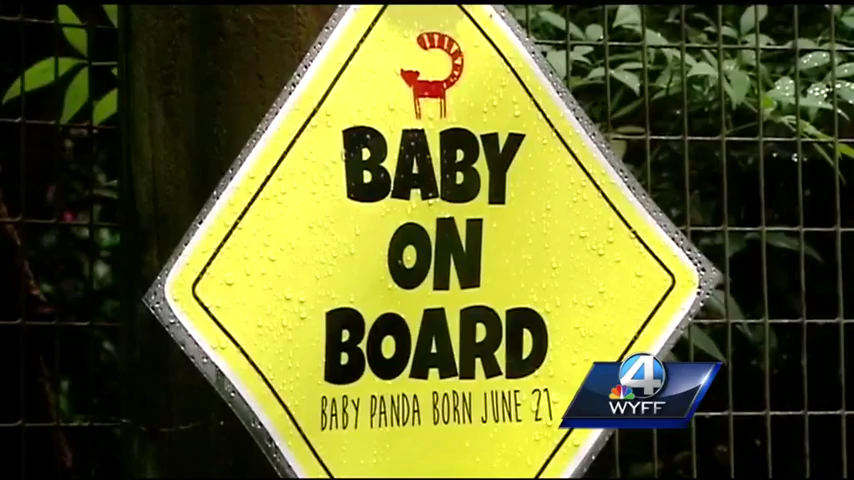 BABY
ON
BOARD
BABY PANDA BORN JUNE 21
4
WYFF